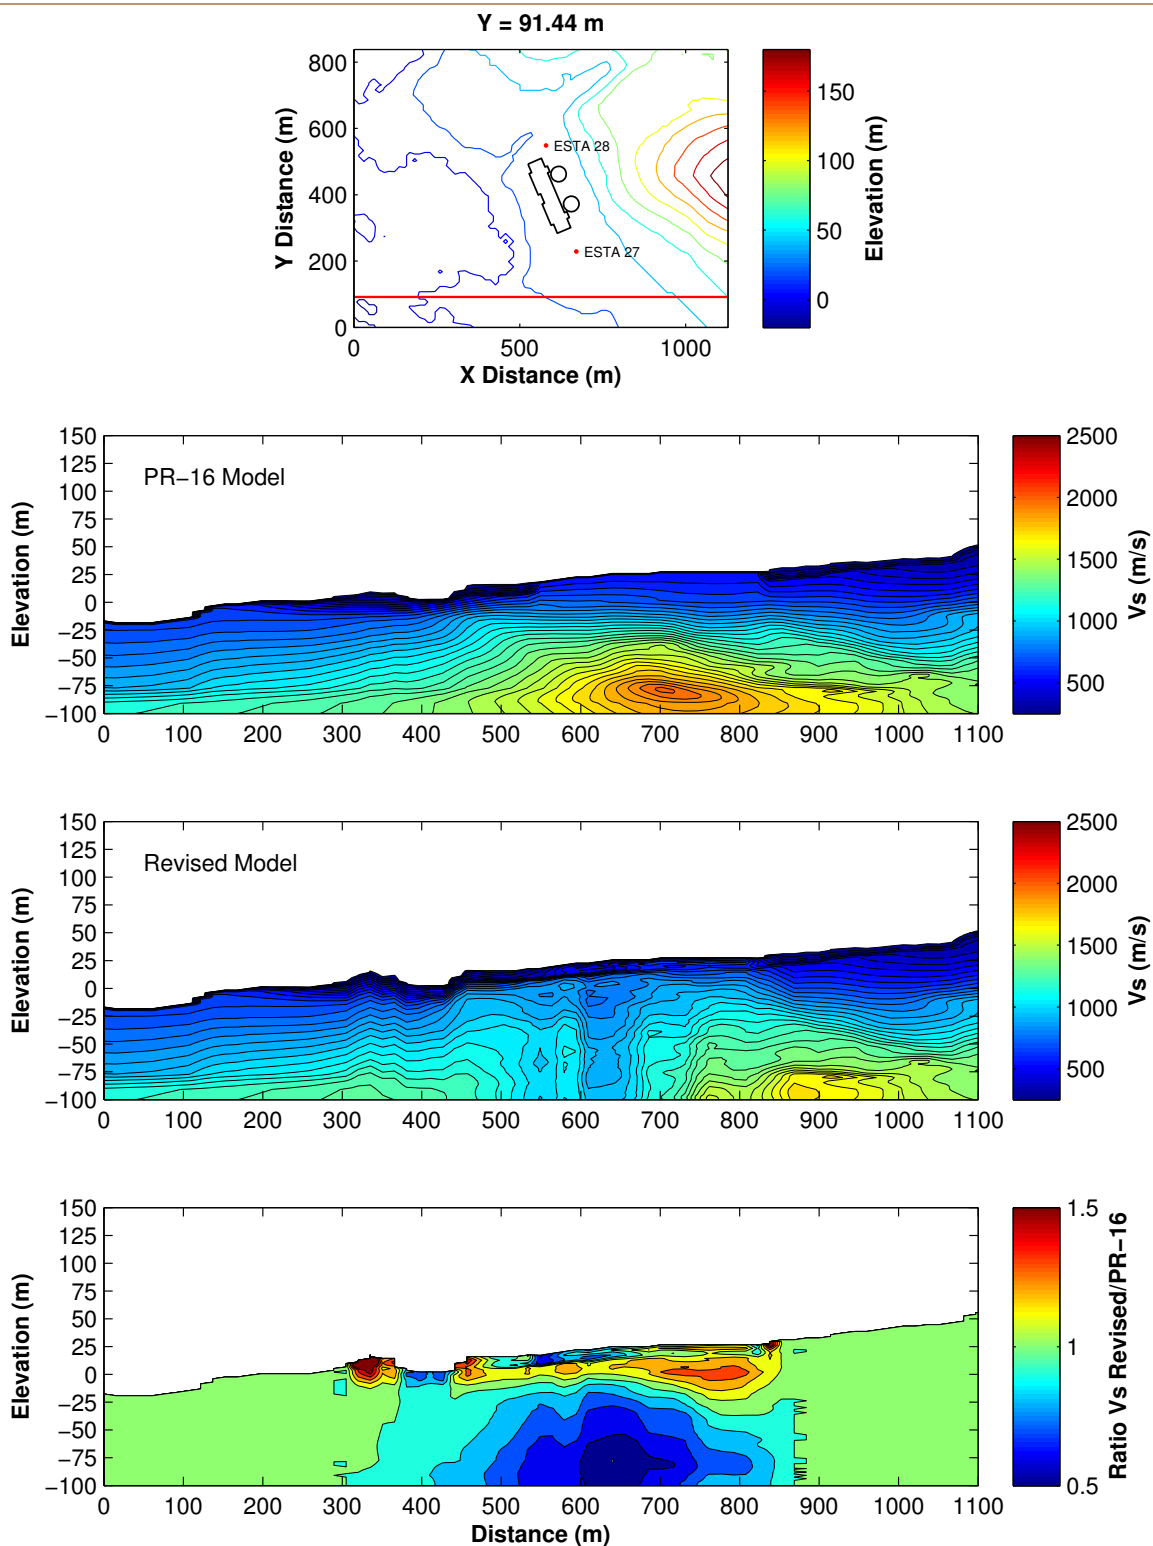 Y = 91.44 m
800
600
400
200
0
Y Distance (m)
ESTA 28
ESTA 27
0 500 1000
X Distance (m)
150
100
50
0
Elevation (m)
150
125
100
75
50
25
0
−25
−50
−75
−100
Elevation (m)
PR−16 Model
0 100 200 300 400 500 600 700 800 900 1000 1100
2500
2000
1500
1000
500
Vs (m/s)
150
125
100
75
50
25
0
−25
−50
−75
−100
Elevation (m)
Revised Model
0 100 200 300 400 500 600 700 800 900 1000 1100
2500
2000
1500
1000
500
Vs (m/s)
150
125
100
75
50
25
0
−25
−50
−75
−100
Elevation (m)
0 100 200 300 400 500 600 700 800 900 1000 1100
Distance (m)
1.5
1
0.5
Ratio Vs Revised/PR−16